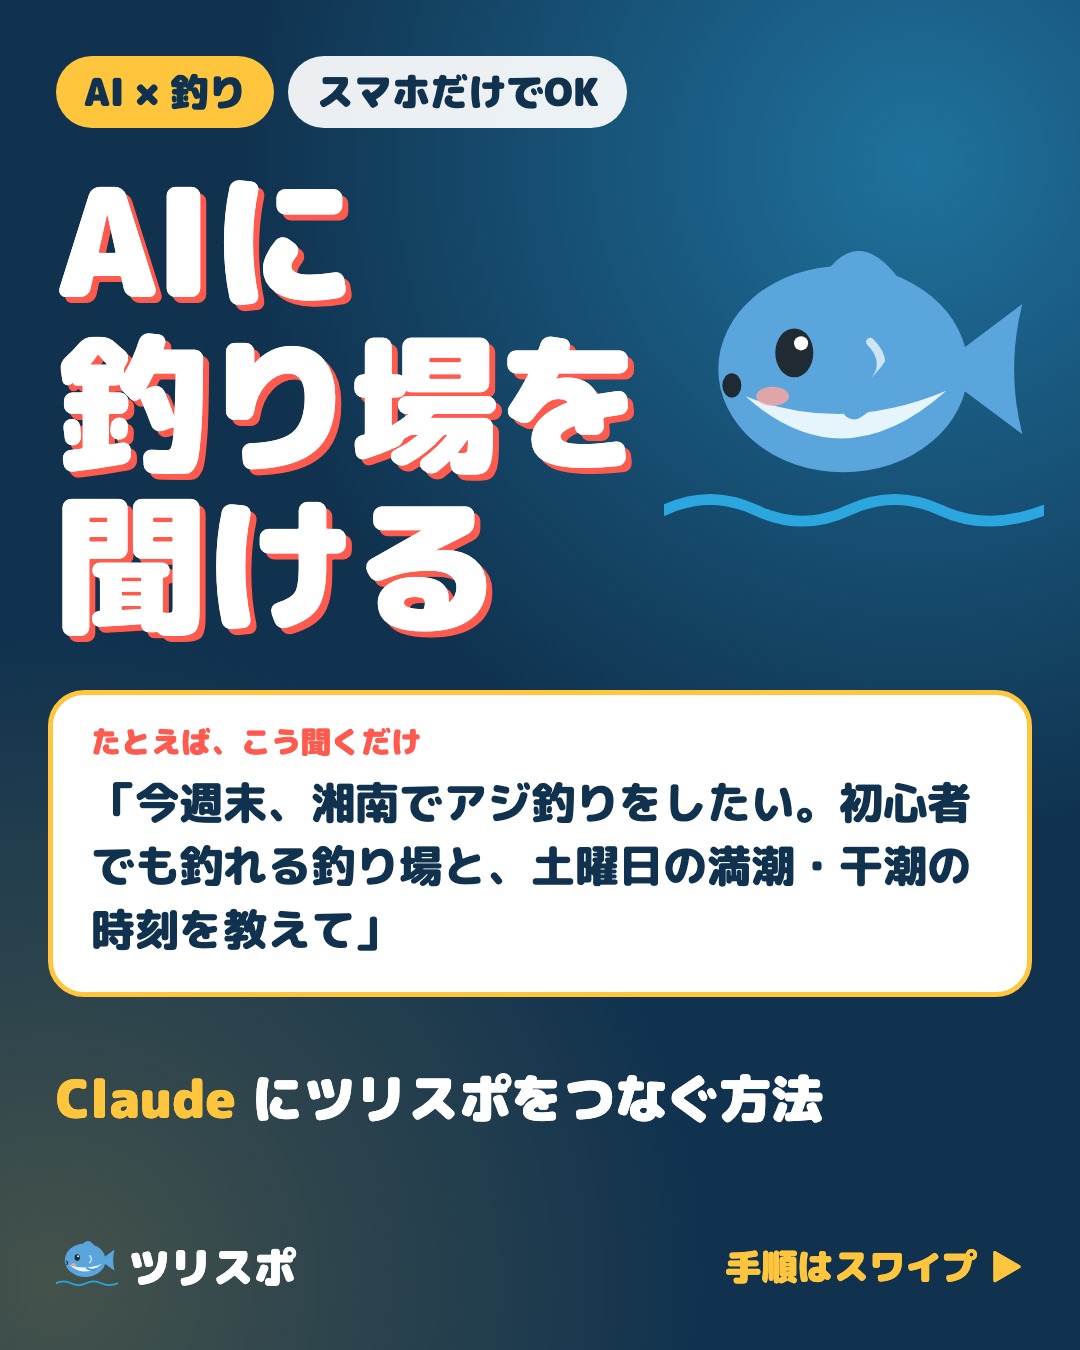 AI × 釣り
スマホだけでOK
AIに
釣り場を
聞ける
たとえば、こう聞くだけ
「今週末、湘南でアジ釣りをしたい。初心者
でも釣れる釣り場と、土曜日の満潮・干潮の
時刻を教えて」
Claude にツリスポをつなぐ方法
ツリスポ
手順はスワイプ ▶